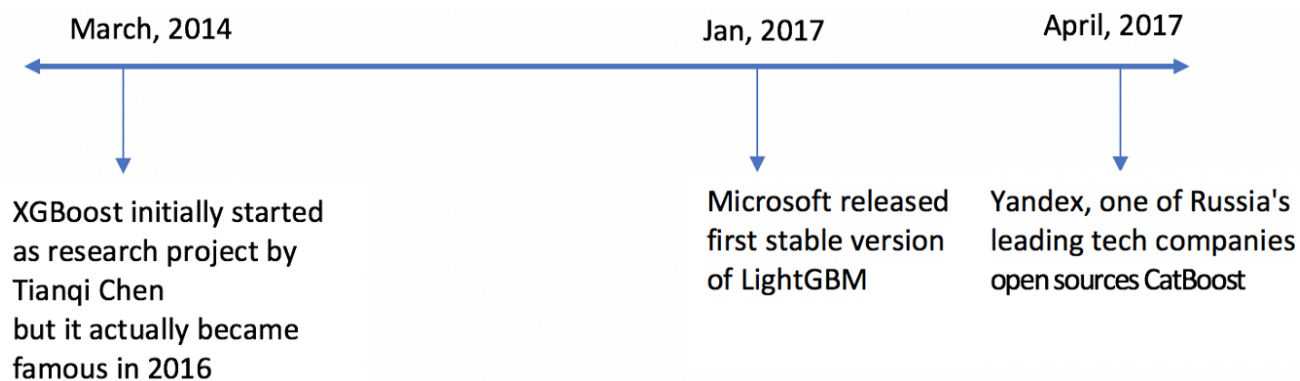 March, 2014
Jan, 2017
April, 2017
XGBoost initially started
as research project by
Tianqi Chen
but it actually became
famous in 2016
Microsoft released
first stable version
of LightGBM
Yandex, one of Russia's
leading tech companies
open sources CatBoost